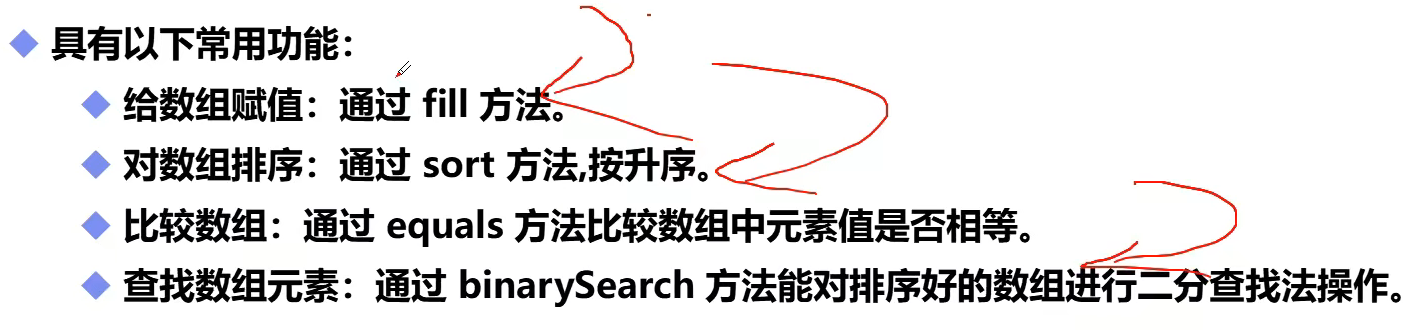 具有以下常用功能：
给数组赋值：通过 fill 方法。
对数组排序：通过 sort 方法,按升序。
比较数组：通过 equals 方法比较数组中元素值是否相等。
查找数组元素：通过 binarySearch 方法能对排序好的数组进行二分查找法操作。